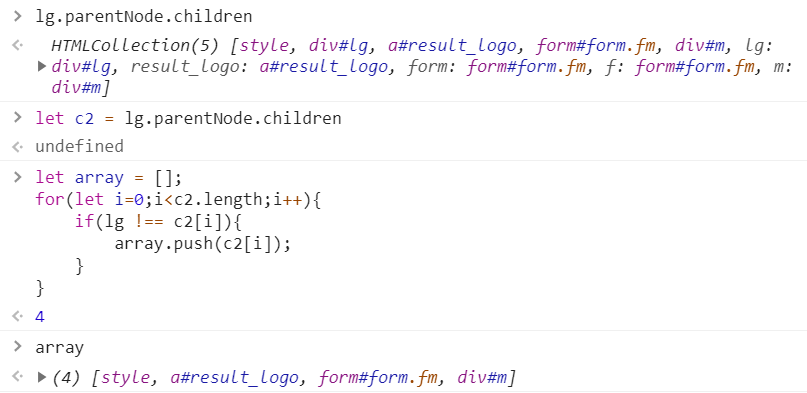 > lg.parentNode.children
<· HTMLCollection(5) [style, div#lg, a#result_logo, form#form.fm, div#m, lg:
▶ div#lg, result_logo: a#result_logo, form: form#form.fm, f: form#form.fm, m:
div#m]
> let c2 = lg.parentNode.children
<· undefined
> let array = [];
for(let i=0;i<c2.length;i++){
    if(lg !== c2[i]){
        array.push(c2[i]);
    }
}
<· 4
> array
<· ▶ (4) [style, a#result_logo, form#form.fm, div#m]